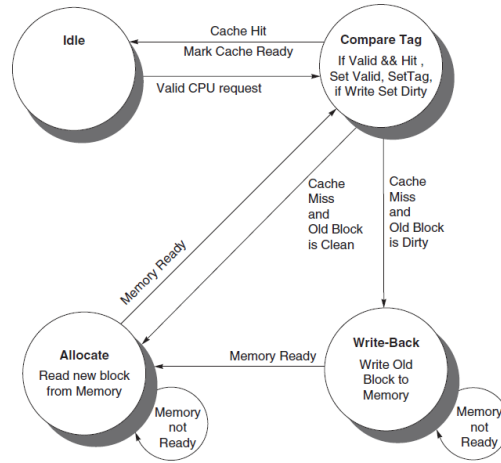 Idle
Cache Hit
Mark Cache Ready
Valid CPU request
Compare Tag
If Valid && Hit ,
Set Valid, SetTag,
if Write Set Dirty
Cache
Miss
and
Old Block
is Clean
Cache
Miss
and
Old Block
is Dirty
Memory Ready
Allocate
Read new block
from Memory
Memory
not
Ready
Memory Ready
Write-Back
Write Old
Block to
Memory
Memory
not
Ready